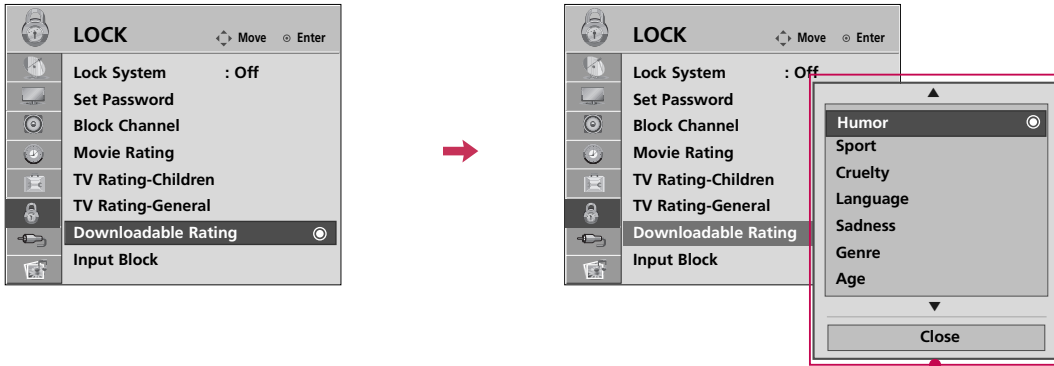 LOCK
Move Enter
Lock System : Off
Set Password
Block Channel
Movie Rating
TV Rating-Children
TV Rating-General
Downloadable Rating
Input Block
LOCK
Move Enter
Lock System : Off
Set Password
Block Channel
Movie Rating
TV Rating-Children
TV Rating-General
Downloadable Rating
Input Block
Humor
Sport
Cruelty
Language
Sadness
Genre
Age
Close